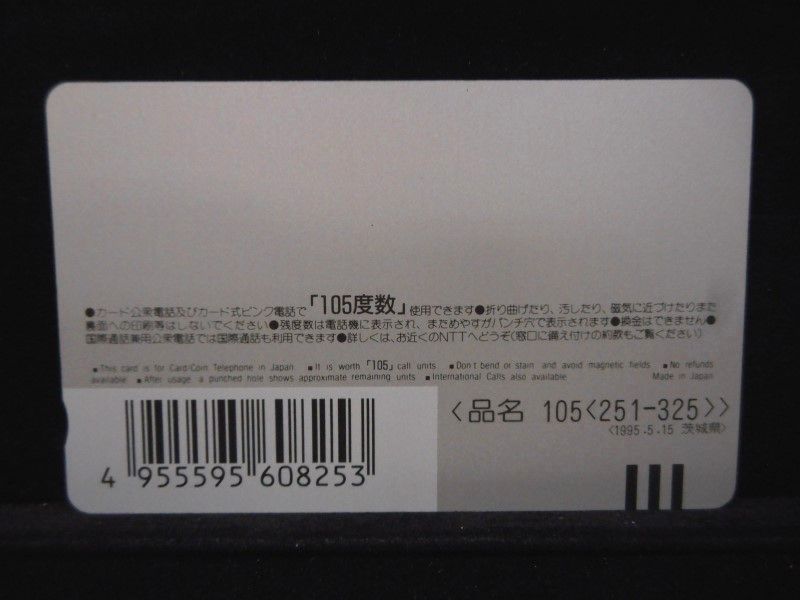 ●カード公衆電話及びカード式ピンク電話で「105度数」使用できます●折り曲げたり、汚したり、磁気に近づけたりまた
裏面への印刷等はしないでください●残度数は電話機に表示され、まためやすがパンチ穴で表示されます●換金はできません●
国際通話兼用公衆電話では国際通話も利用できます●詳しくは、お近くのNTTへどうぞ(窓口に備え付けの約款もご覧ください)
■ This card is for Card/Coin Telephone in Japan ■ It is worth 「105」 call units ■ Don't bend or stain and avoid magnetic fields ■ No refunds
available ■ After usage, a punched hole shows approximate remaining units ■ International Calls also available Made in Japan
〈品名 105〈251-325〉〉
〈1995.5.15 茨城県〉
4 955595 608253